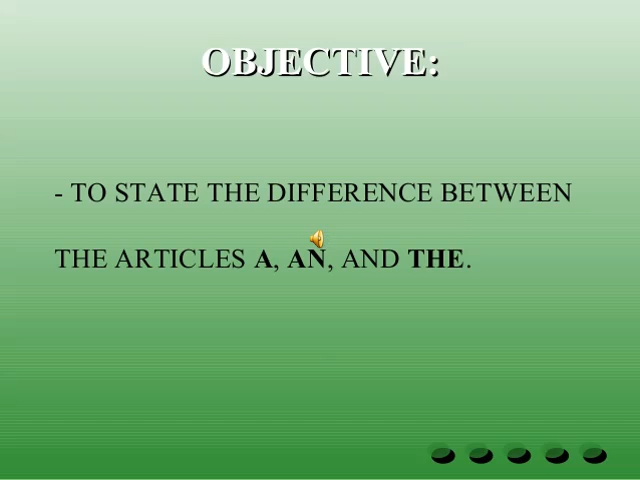 OBJECTIVE:
- TO STATE THE DIFFERENCE BETWEEN
THE ARTICLES A, AN, AND THE.